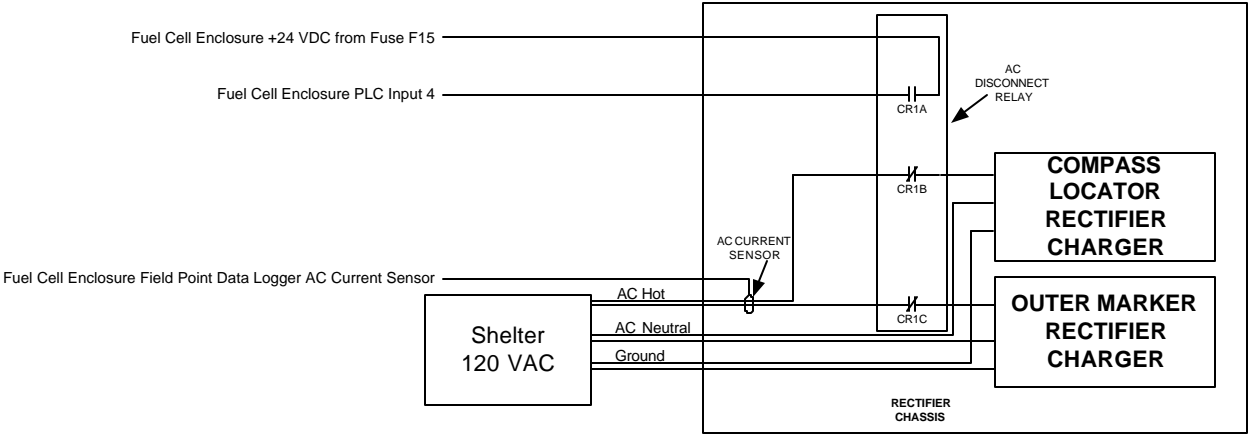 Fuel Cell Enclosure +24 VDC from Fuse F15
AC
DISCONNECT
RELAY
Fuel Cell Enclosure PLC Input 4
CR1A
COMPASS
LOCATOR
RECTIFIER
CHARGER
CR1B
AC CURRENT
SENSOR
Fuel Cell Enclosure Field Point Data Logger AC Current Sensor
AC Hot
CR1C
OUTER MARKER
RECTIFIER
CHARGER
Shelter
120 VAC
AC Neutral
Ground
RECTIFIER
CHASSIS